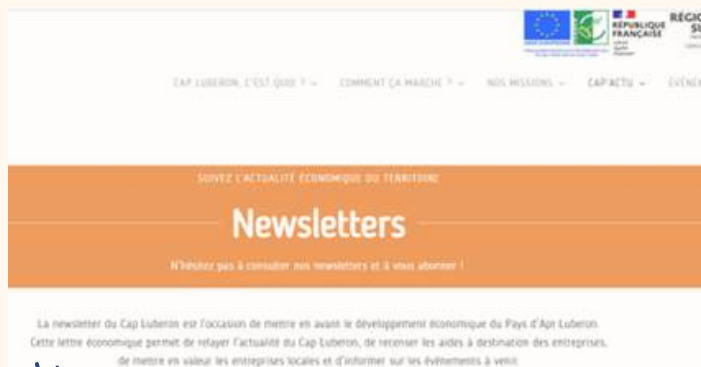 RÉPUBLIQUE
FRANÇAISE
RÉGIO
SU
CAP LUBERON, C'EST QUOI ?
COMMENT ÇA MARCHE ?
NOS MISSIONS
CAP'ACTU
ÉVÉNE
SUIVEZ L'ACTUALITÉ ÉCONOMIQUE DU TERRITOIRE
Newsletters
N'hésitez pas à consulter nos newsletters et à vous abonner !
La newsletter du Cap Luberon est l'occasion de mettre en avant le développement économique du Pays d'Apt Luberon.
Cette lettre économique permet de relayer l'actualité du Cap Luberon, de recenser les aides à destination des entreprises,
de mettre en valeur les entreprises locales et d'informer sur les évènements à venir.